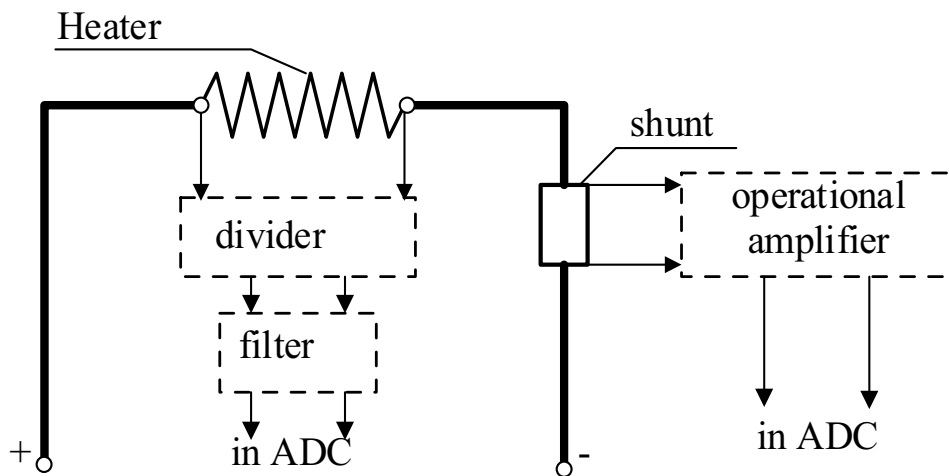 Heater
shunt
operational
amplifier
divider
filter
in ADC
in ADC
+
-